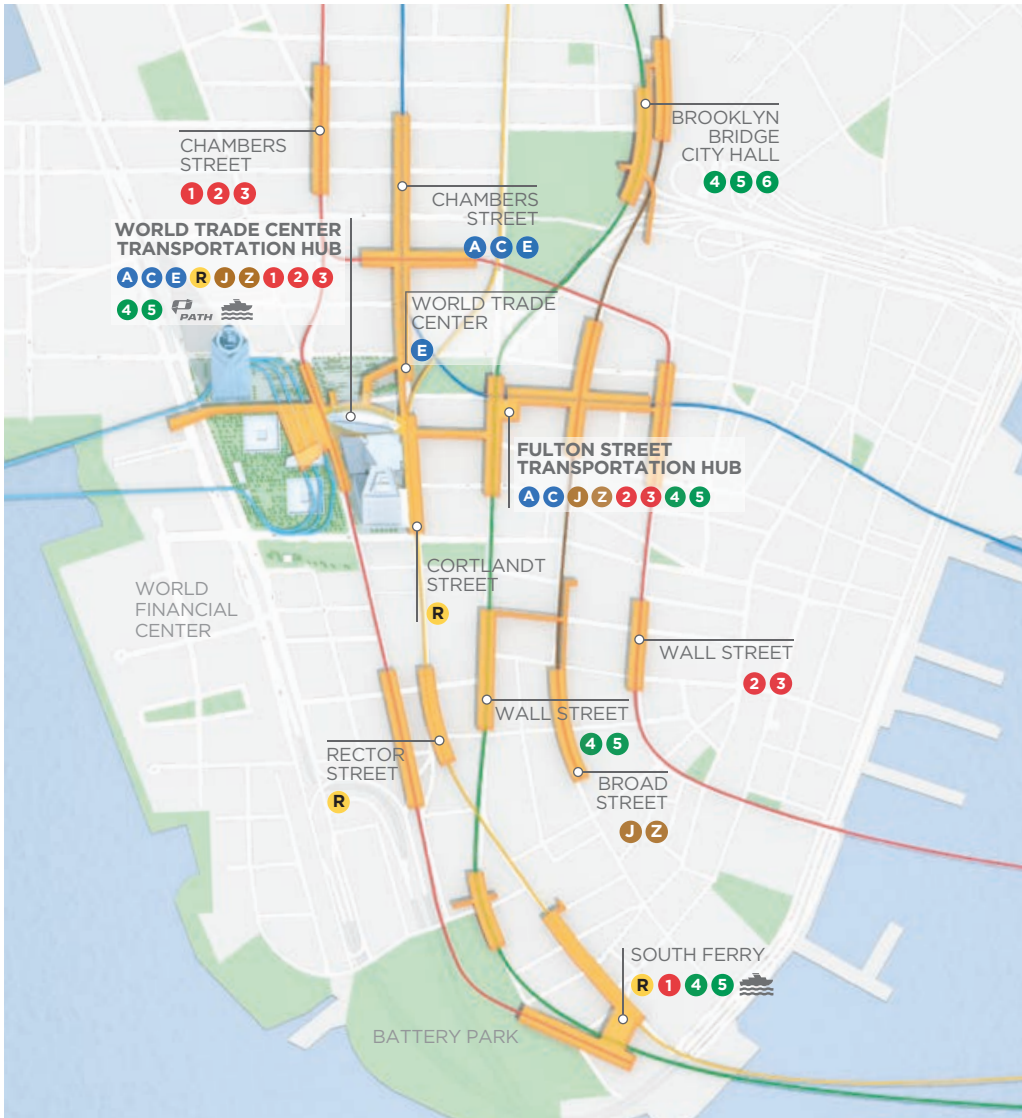 BROOKLYN
BRIDGE
CITY HALL
4 5 6
CHAMBERS
STREET
1 2 3
CHAMBERS
STREET
A C E
WORLD TRADE CENTER
TRANSPORTATION HUB
A C E R J Z 1 2 3
4 5 PATH
WORLD TRADE
CENTER
E
FULTON STREET
TRANSPORTATION HUB
A C J Z 2 3 4 5
CORTLANDT
STREET
R
WORLD
FINANCIAL
CENTER
WALL STREET
2 3
WALL STREET
4 5
RECTOR
STREET
R
BROAD
STREET
J Z
SOUTH FERRY
R 1 4 5
BATTERY PARK